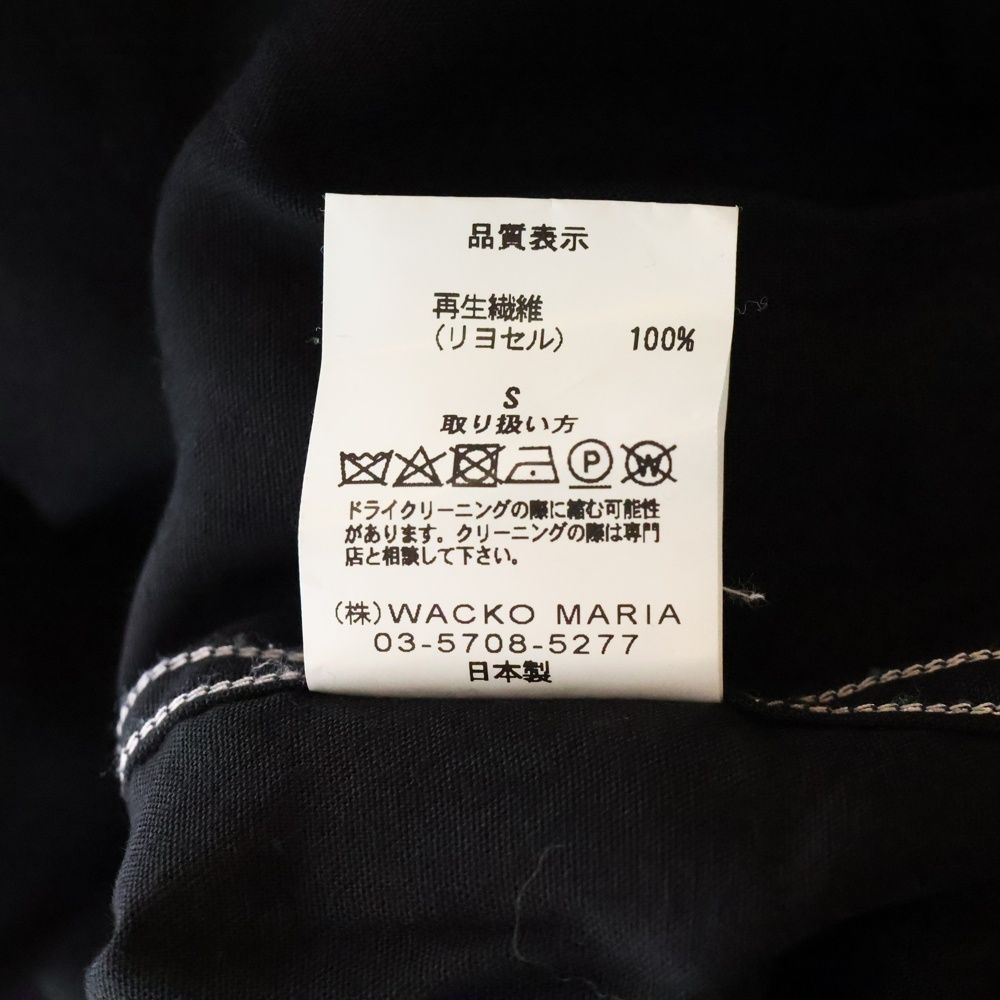 品質表示
再生繊維
(リヨセル) 100%
S
取り扱い方
P W
ドライクリーニングの際に縮む可能性
があります。クリーニングの際は専門
店と相談して下さい。
(株)WACKO MARIA
03-5708-5277
日本製